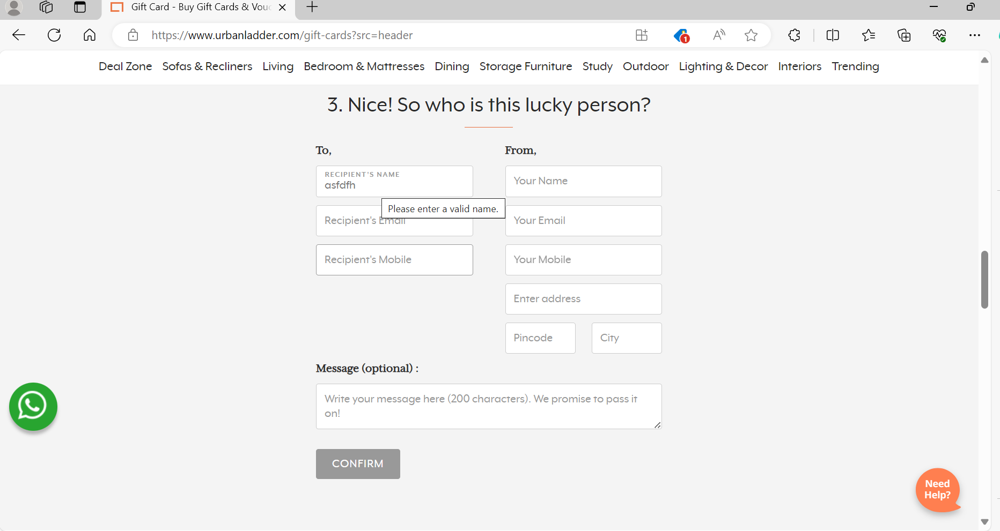 Gift Card - Buy Gift Cards & Vou
https://www.urbanladder.com/gift-cards?src=header
1
Deal Zone Sofas & Recliners Living Bedroom & Mattresses Dining Storage Furniture Study Outdoor Lighting & Decor Interiors Trending
3. Nice! So who is this lucky person?
To,
From,
RECIPIENT'S NAME
asfdfh
Your Name
Please enter a valid name.
Recipient's Email
Your Email
Recipient's Mobile
Your Mobile
Enter address
Pincode
City
Message (optional) :
Write your message here (200 characters). We promise to pass it
on!
CONFIRM
Need
Help?